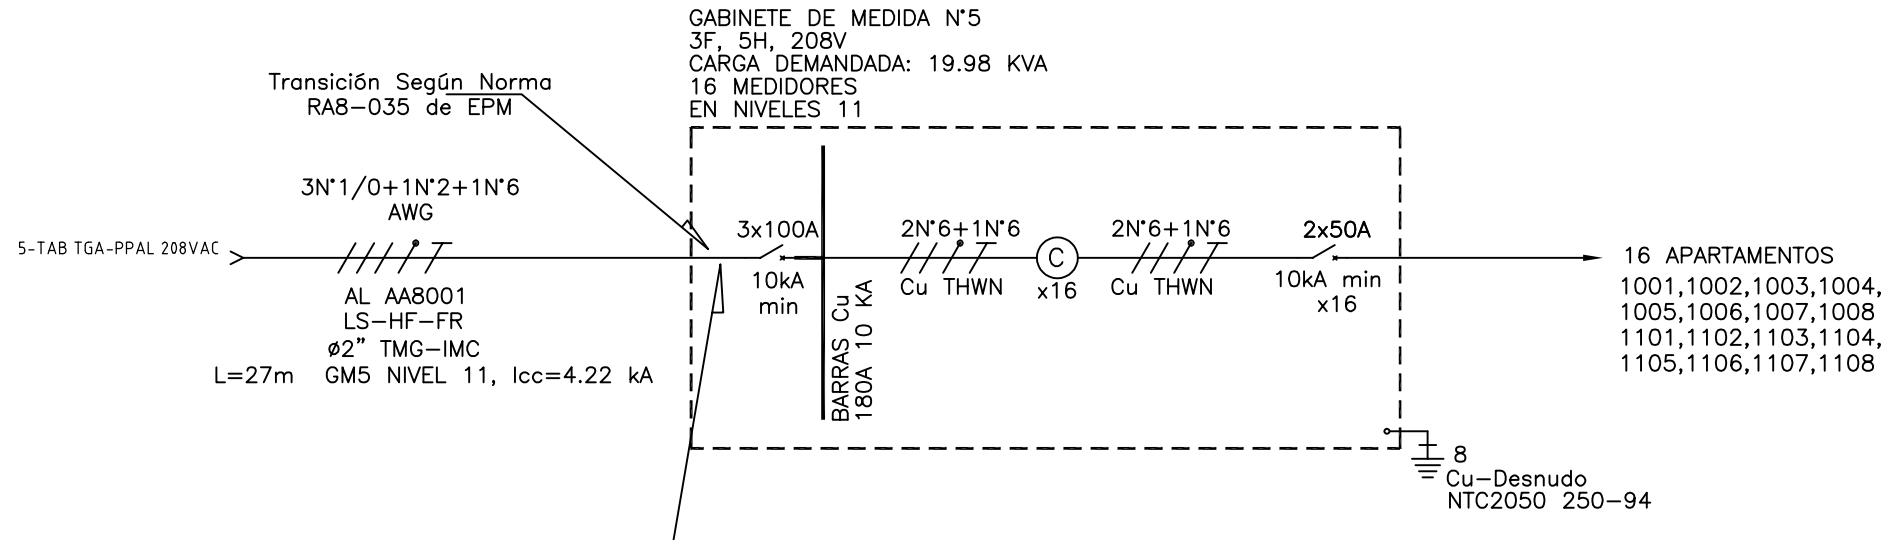 GABINETE DE MEDIDA N°5
3F, 5H, 208V
CARGA DEMANDADA: 19.98 KVA
16 MEDIDORES
EN NIVELES 11
Transición Según Norma
RA8-035 de EPM
3N°1/0+1N°2+1N°6
AWG
5-TAB TGA-PPAL 208VAC
AL AA8001
LS-HF-FR
ø2" TMG-IMC
L=27m GM5 NIVEL 11, Icc=4.22 kA
3x100A
10kA
min
BARRAS Cu
180A 10 KA
2N°6+1N°6
Cu THWN
C
x16
2N°6+1N°6
Cu THWN
2x50A
10kA min
x16
16 APARTAMENTOS
1001,1002,1003,1004,
1005,1006,1007,1008
1101,1102,1103,1104,
1105,1106,1107,1108
8
Cu-Desnudo
NTC2050 250-94